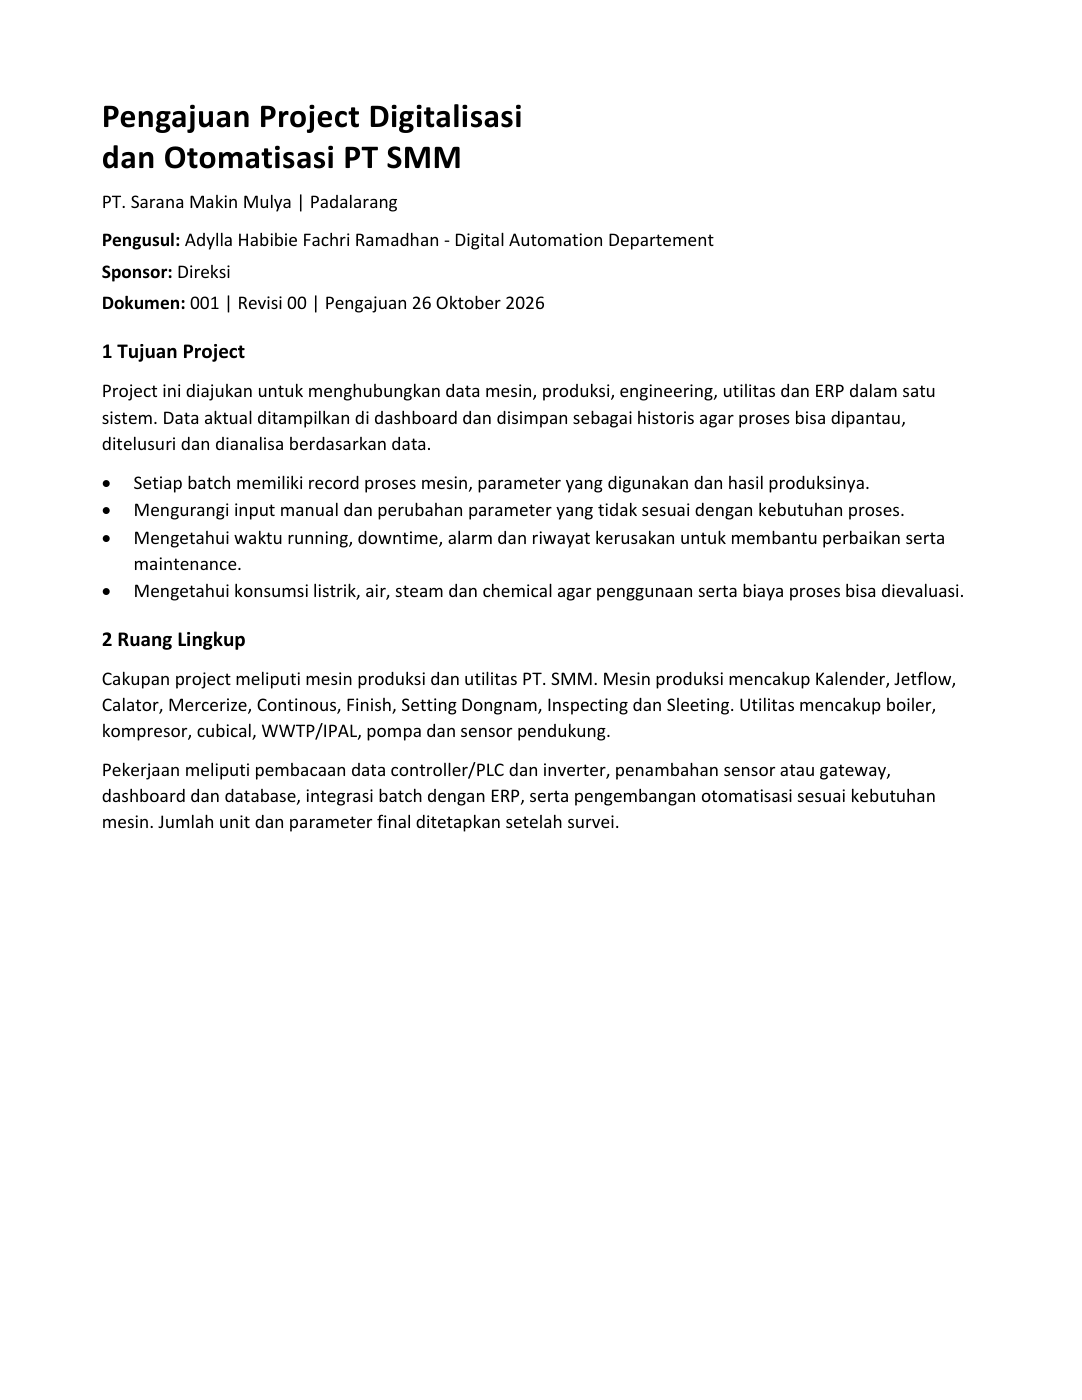 Pengajuan Project Digitalisasi
dan Otomatisasi PT SMM
PT. Sarana Makin Mulya | Padalarang
Pengusul: Adylla Habibie Fachri Ramadhan - Digital Automation Departement
Sponsor: Direksi
Dokumen: 001 | Revisi 00 | Pengajuan 26 Oktober 2026
1 Tujuan Project
Project ini diajukan untuk menghubungkan data mesin, produksi, engineering, utilitas dan ERP dalam satu
sistem. Data aktual ditampilkan di dashboard dan disimpan sebagai historis agar proses bisa dipantau,
ditelusuri dan dianalisa berdasarkan data.
• Setiap batch memiliki record proses mesin, parameter yang digunakan dan hasil produksinya.
• Mengurangi input manual dan perubahan parameter yang tidak sesuai dengan kebutuhan proses.
• Mengetahui waktu running, downtime, alarm dan riwayat kerusakan untuk membantu perbaikan serta
maintenance.
• Mengetahui konsumsi listrik, air, steam dan chemical agar penggunaan serta biaya proses bisa dievaluasi.
2 Ruang Lingkup
Cakupan project meliputi mesin produksi dan utilitas PT. SMM. Mesin produksi mencakup Kalender, Jetflow,
Calator, Mercerize, Continous, Finish, Setting Dongnam, Inspecting dan Sleeting. Utilitas mencakup boiler,
kompresor, cubical, WWTP/IPAL, pompa dan sensor pendukung.
Pekerjaan meliputi pembacaan data controller/PLC dan inverter, penambahan sensor atau gateway,
dashboard dan database, integrasi batch dengan ERP, serta pengembangan otomatisasi sesuai kebutuhan
mesin. Jumlah unit dan parameter final ditetapkan setelah survei.